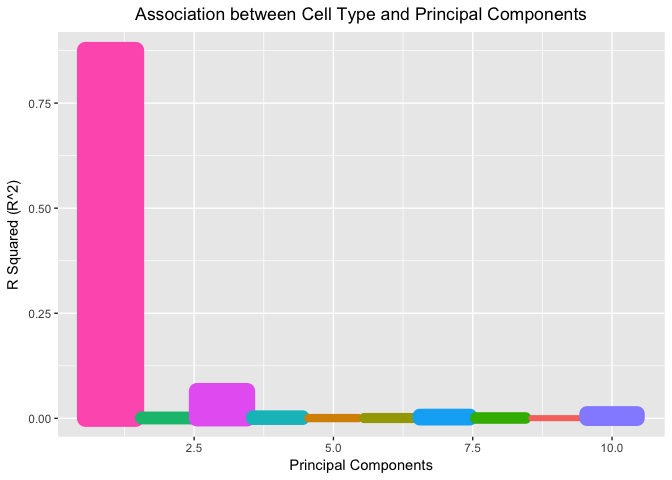 Association between Cell Type and Principal Components
R Squared (R^2)
0.75
0.50
0.25
0.00
2.5 5.0 7.5 10.0
Principal Components